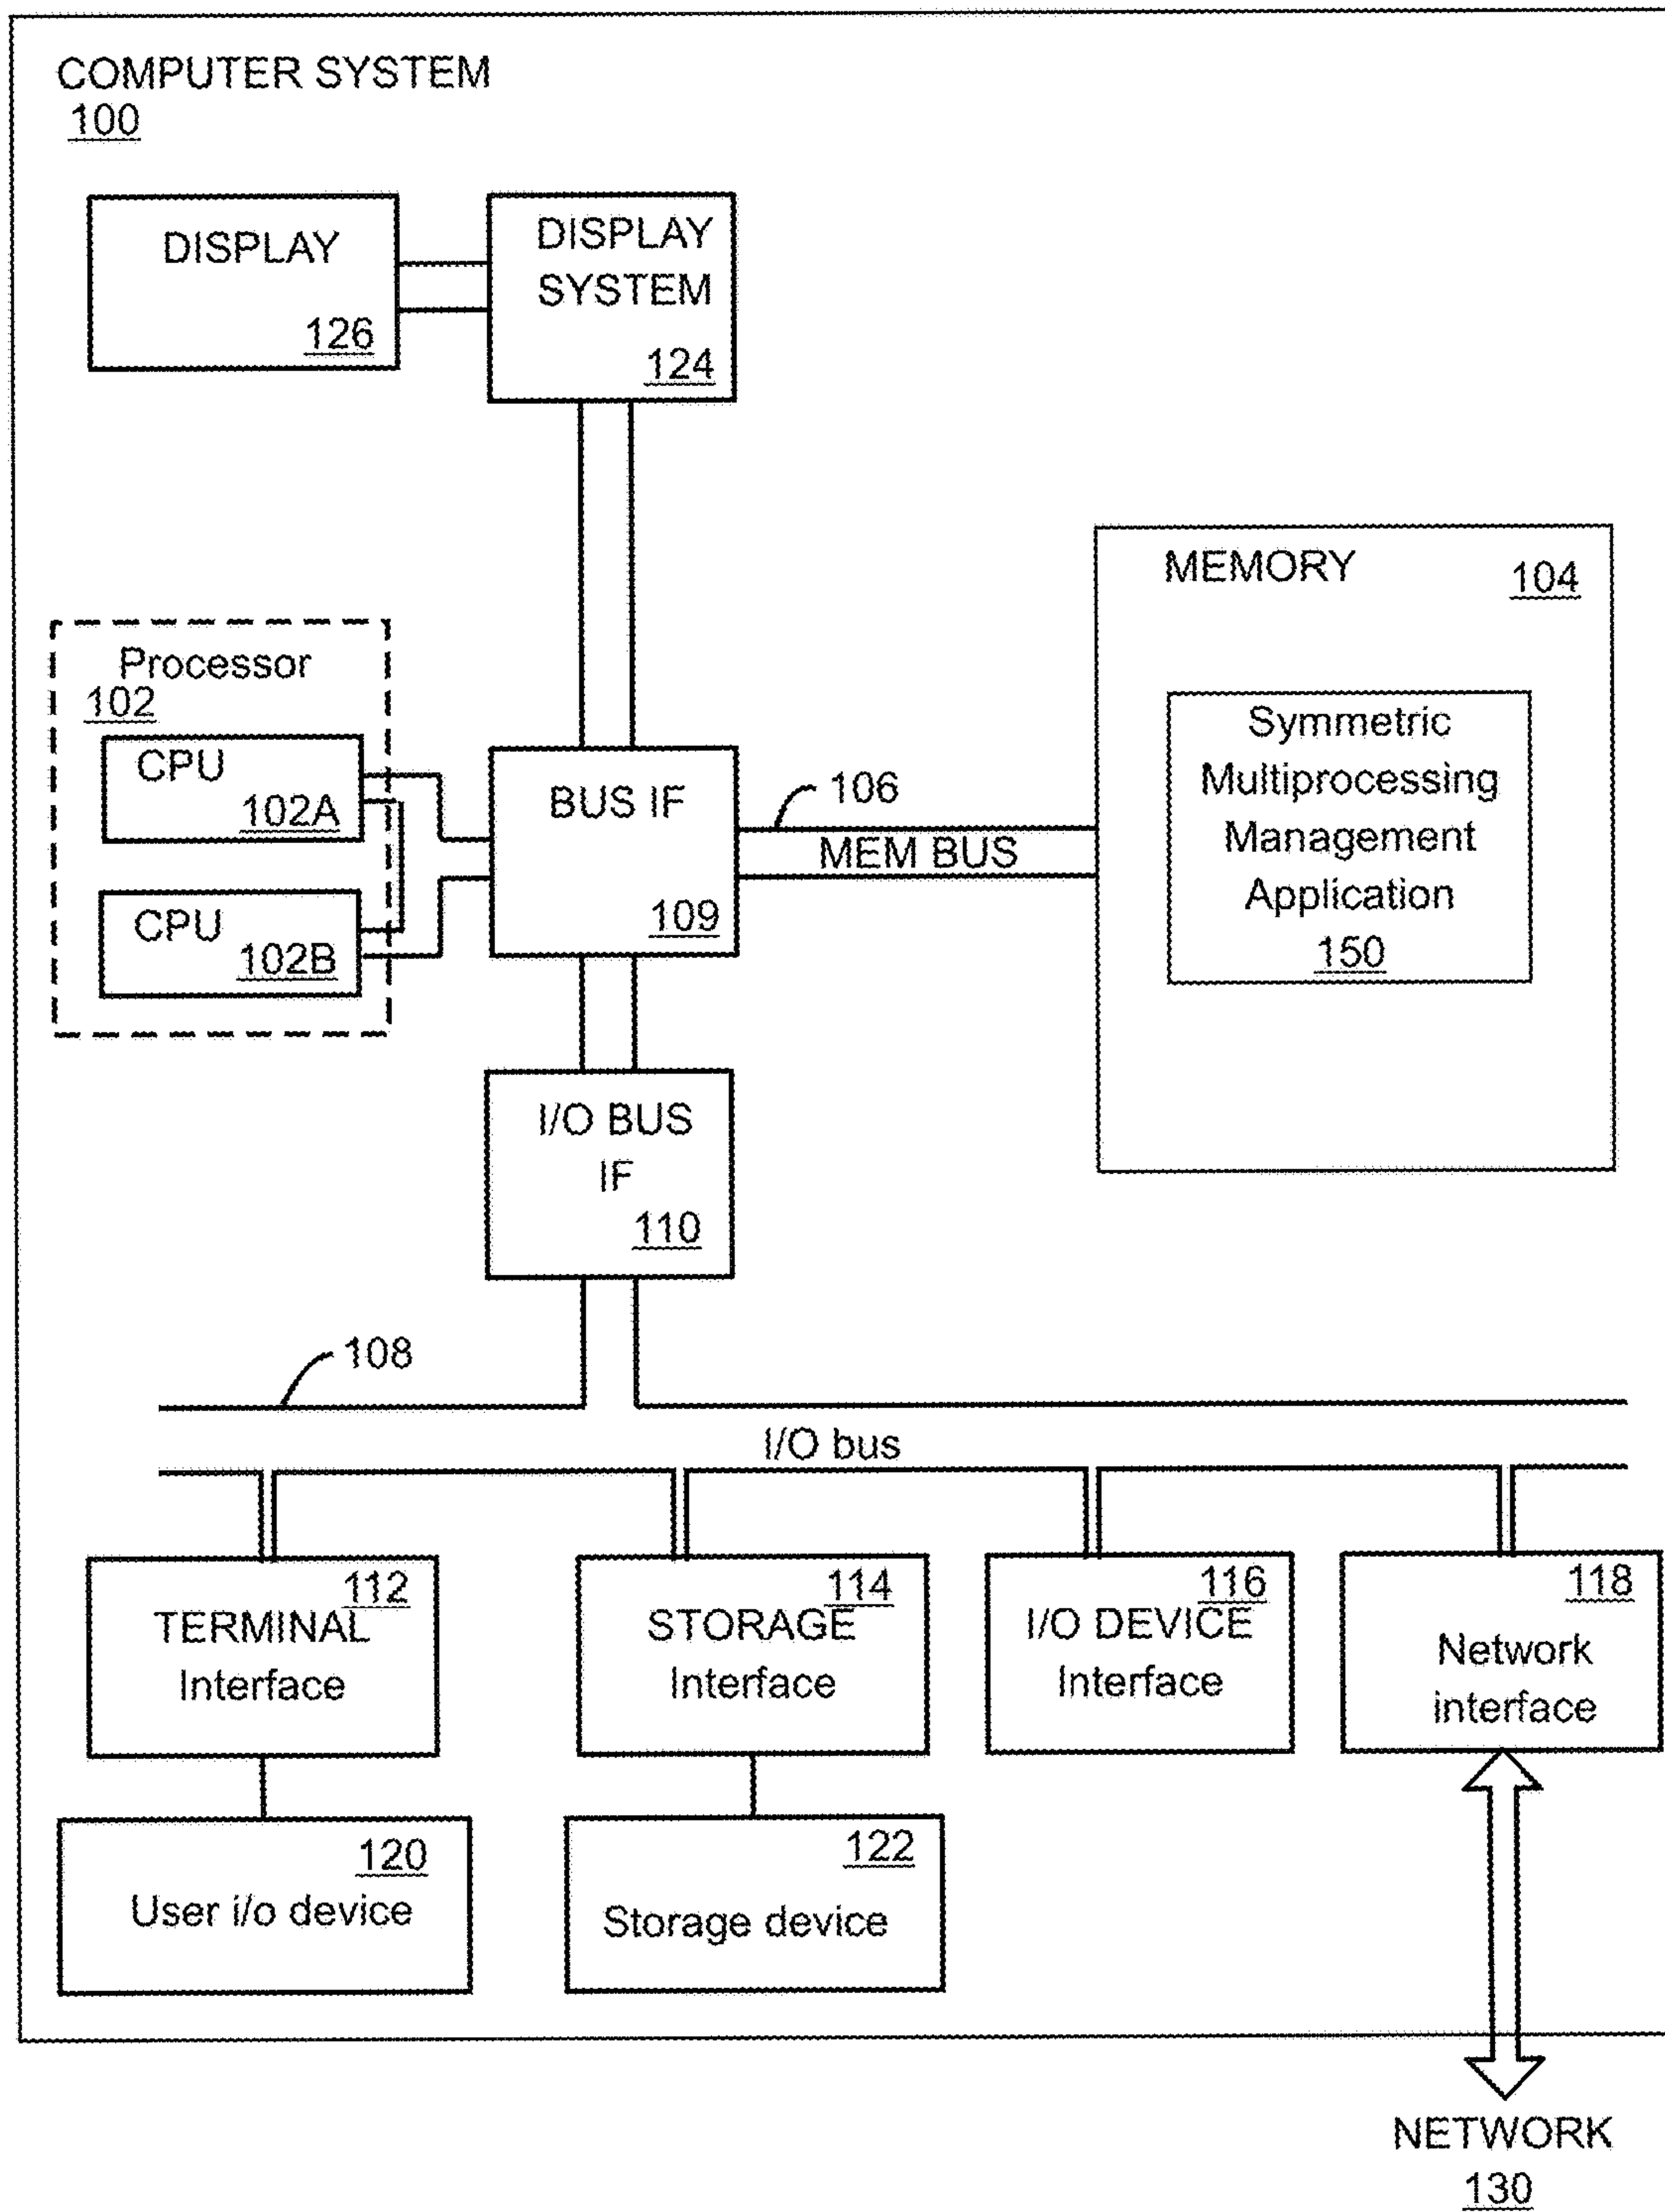 COMPUTER SYSTEM
100
DISPLAY
126
DISPLAY
SYSTEM
124
MEMORY
104
Symmetric
Multiprocessing
Management
Application
150
Processor
102
CPU
102A
CPU
102B
BUS IF
109
106
MEM BUS
I/O BUS
IF
110
108
I/O bus
112
TERMINAL
Interface
114
STORAGE
Interface
116
I/O DEVICE
Interface
118
Network
interface
120
User i/o device
122
Storage device
NETWORK
130